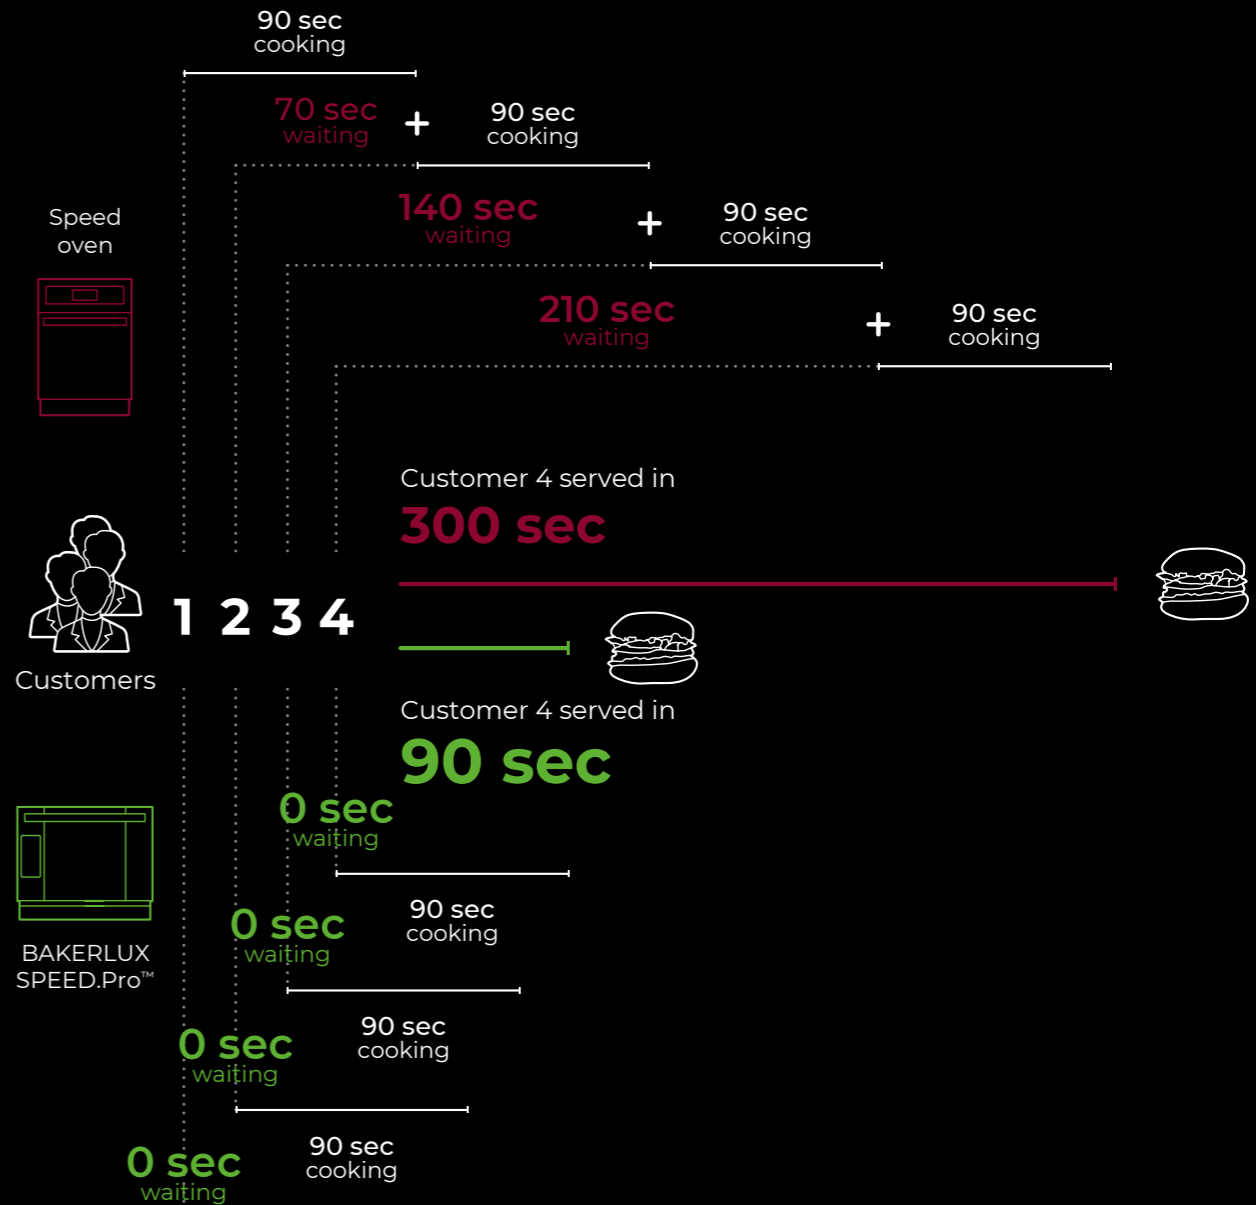 90 sec
cooking
70 sec
waiting
+
90 sec
cooking
140 sec
waiting
+
90 sec
cooking
Speed
oven
210 sec
waiting
+
90 sec
cooking
Customer 4 served in
300 sec
1 2 3 4
Customers
Customer 4 served in
90 sec
0 sec
waiting
90 sec
cooking
0 sec
waiting
BAKERLUX
SPEED.Pro™
90 sec
cooking
0 sec
waiting
90 sec
cooking
0 sec
waiting